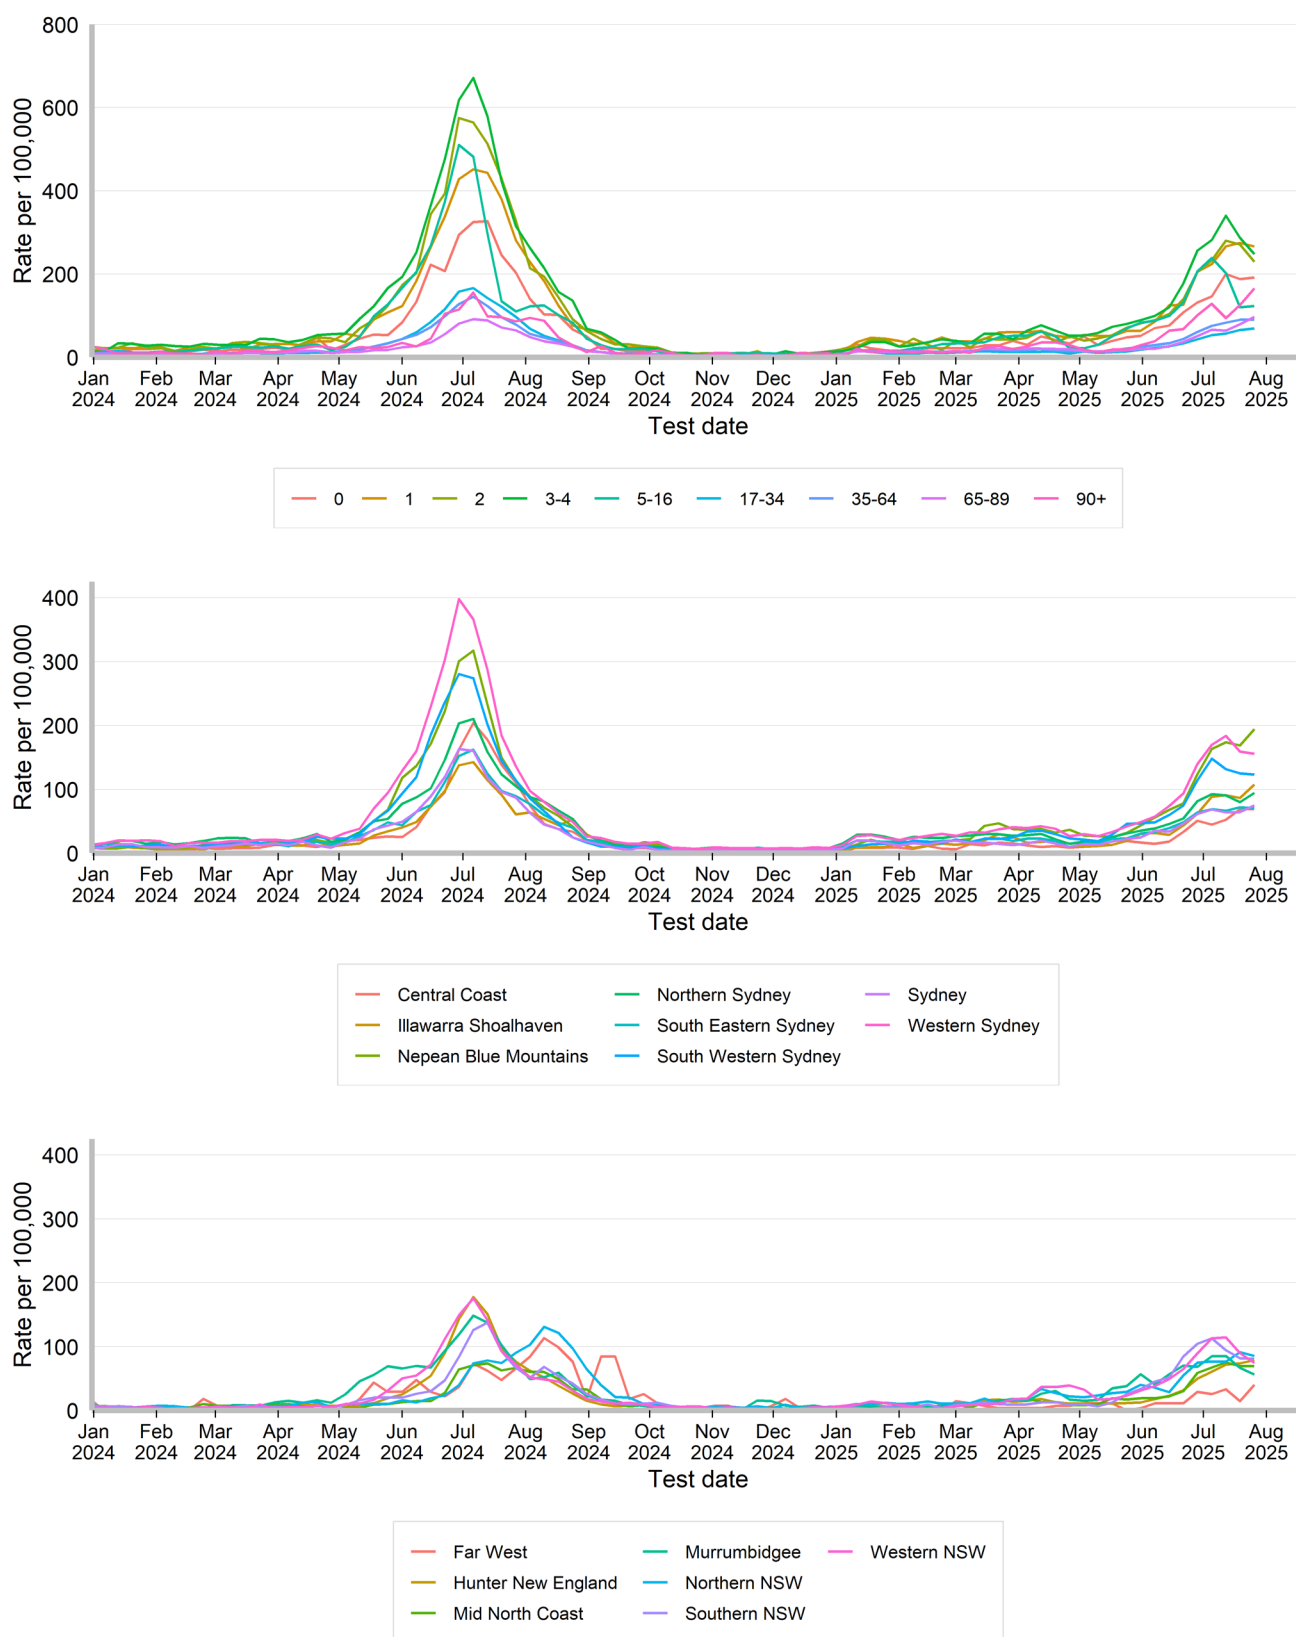 800
600
400
200
0
Rate per 100,000
Jan Feb Mar Apr May Jun Jul Aug Sep Oct Nov Dec Jan Feb Mar Apr May Jun Jul Aug
2024 2024 2024 2024 2024 2024 2024 2024 2024 2024 2024 2024 2025 2025 2025 2025 2025 2025 2025 2025
Test date
0 1 2 3-4 5-16 17-34 35-64 65-89 90+
400
300
200
100
0
Rate per 100,000
Jan Feb Mar Apr May Jun Jul Aug Sep Oct Nov Dec Jan Feb Mar Apr May Jun Jul Aug
2024 2024 2024 2024 2024 2024 2024 2024 2024 2024 2024 2024 2025 2025 2025 2025 2025 2025 2025 2025
Test date
Central Coast Northern Sydney Sydney
Illawarra Shoalhaven South Eastern Sydney Western Sydney
Nepean Blue Mountains South Western Sydney
400
300
200
100
0
Rate per 100,000
Jan Feb Mar Apr May Jun Jul Aug Sep Oct Nov Dec Jan Feb Mar Apr May Jun Jul Aug
2024 2024 2024 2024 2024 2024 2024 2024 2024 2024 2024 2024 2025 2025 2025 2025 2025 2025 2025 2025
Test date
Far West Murrumbidgee Western NSW
Hunter New England Northern NSW
Mid North Coast Southern NSW